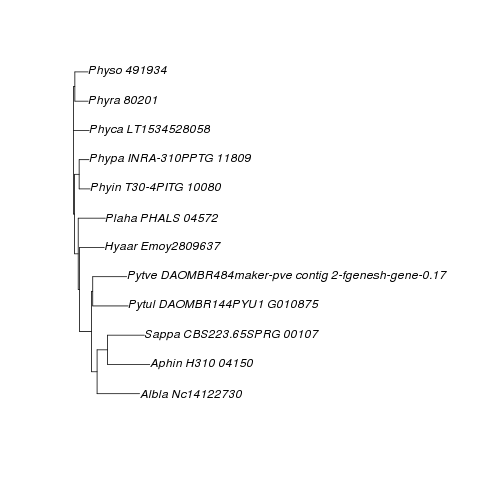 Physo 491934
Phyra 80201
Phyca LT1534528058
Phypa INRA-310PPTG 11809
Phyin T30-4PITG 10080
Plaha PHALS 04572
Hyaar Emoy2809637
Pytve DAOMBR484maker-pve contig 2-fgenesh-gene-0.17
Pytul DAOMBR144PYU1 G010875
Sappa CBS223.65SPRG 00107
Aphin H310 04150
Albla Nc14122730